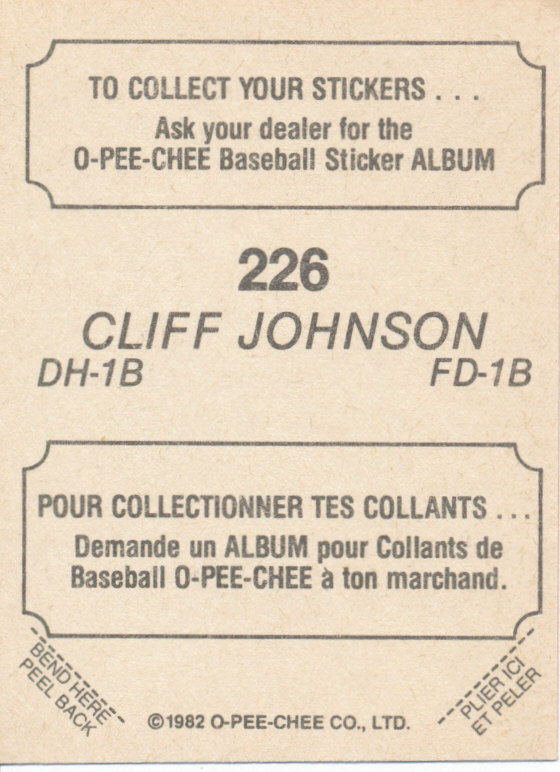 TO COLLECT YOUR STICKERS . . .
Ask your dealer for the
O-PEE-CHEE Baseball Sticker ALBUM
226
CLIFF JOHNSON
DH-1B FD-1B
POUR COLLECTIONNER TES COLLANTS . . .
Demande un ALBUM pour Collants de
Baseball O-PEE-CHEE à ton marchand.
BEND HERE
PEEL BACK
©1982 O-PEE-CHEE CO., LTD.
PLIER ICI
ET PELER